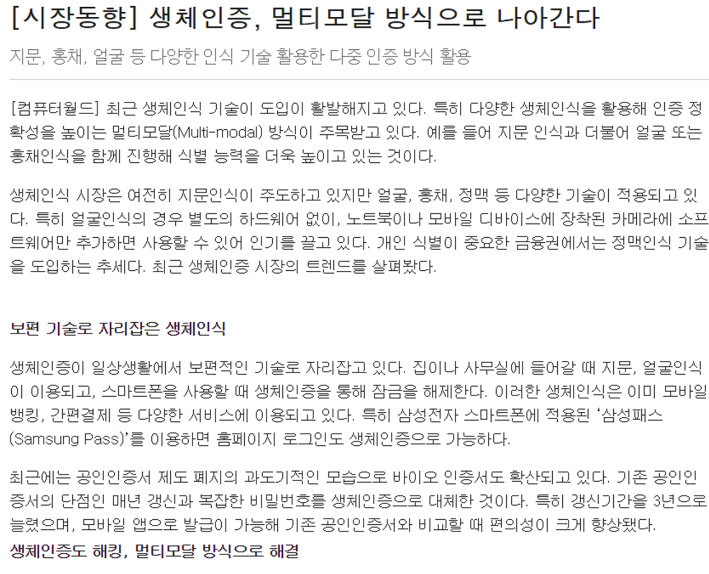 [시장동향] 생체인증, 멀티모달 방식으로 나아간다
지문, 홍채, 얼굴 등 다양한 인식 기술 활용한 다중 인증 방식 활용
[컴퓨터월드] 최근 생체인식 기술이 도입이 활발해지고 있다. 특히 다양한 생체인식을 활용해 인증 정
확성을 높이는 멀티모달(Multi-modal) 방식이 주목받고 있다. 예를 들어 지문 인식과 더불어 얼굴 또는
홍채인식을 함께 진행해 식별 능력을 더욱 높이고 있는 것이다.
생체인식 시장은 여전히 지문인식이 주도하고 있지만 얼굴, 홍채, 정맥 등 다양한 기술이 적용되고 있
다. 특히 얼굴인식의 경우 별도의 하드웨어 없이, 노트북이나 모바일 디바이스에 장착된 카메라에 소프
트웨어만 추가하면 사용할 수 있어 인기를 끌고 있다. 개인 식별이 중요한 금융권에서는 정맥인식 기술
을 도입하는 추세다. 최근 생체인증 시장의 트렌드를 살펴봤다.
보편 기술로 자리잡은 생체인식
생체인증이 일상생활에서 보편적인 기술로 자리잡고 있다. 집이나 사무실에 들어갈 때 지문, 얼굴인식
이 이용되고, 스마트폰을 사용할 때 생체인증을 통해 잠금을 해제한다. 이러한 생체인식은 이미 모바일
뱅킹, 간편결제 등 다양한 서비스에 이용되고 있다. 특히 삼성전자 스마트폰에 적용된 ‘삼성패스
(Samsung Pass)’를 이용하면 홈페이지 로그인도 생체인증으로 가능하다.
최근에는 공인인증서 제도 폐지의 과도기적인 모습으로 바이오 인증서도 확산되고 있다. 기존 공인인
증서의 단점인 매년 갱신과 복잡한 비밀번호를 생체인증으로 대체한 것이다. 특히 갱신기간을 3년으로
늘렸으며, 모바일 앱으로 발급이 가능해 기존 공인인증서와 비교할 때 편의성이 크게 향상됐다.
생체인증도 해킹, 멀티모달 방식으로 해결